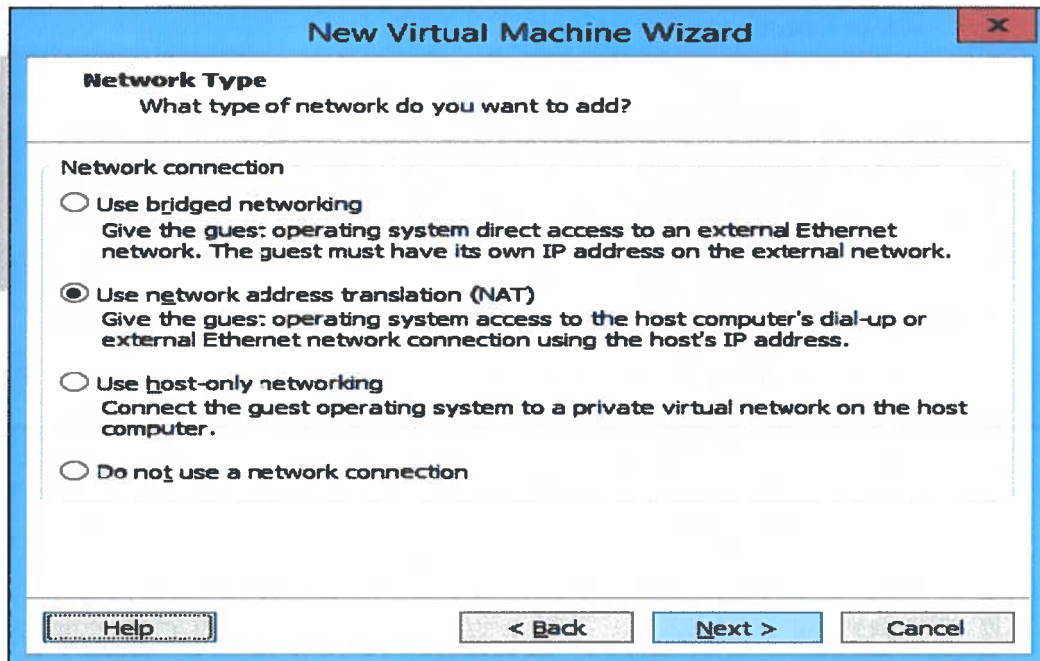 New Virtual Machine Wizard
Network Type
What type of network do you want to add?
Network connection
Use bridged networking
Give the guest operating system direct access to an external Ethernet
network. The guest must have its own IP address on the external network.
Use network address translation (NAT)
Give the guest operating system access to the host computer's dial-up or
external Ethernet network connection using the host's IP address.
Use host-only networking
Connect the guest operating system to a private virtual network on the host
computer.
Do not use a network connection
Help < Back Next > Cancel